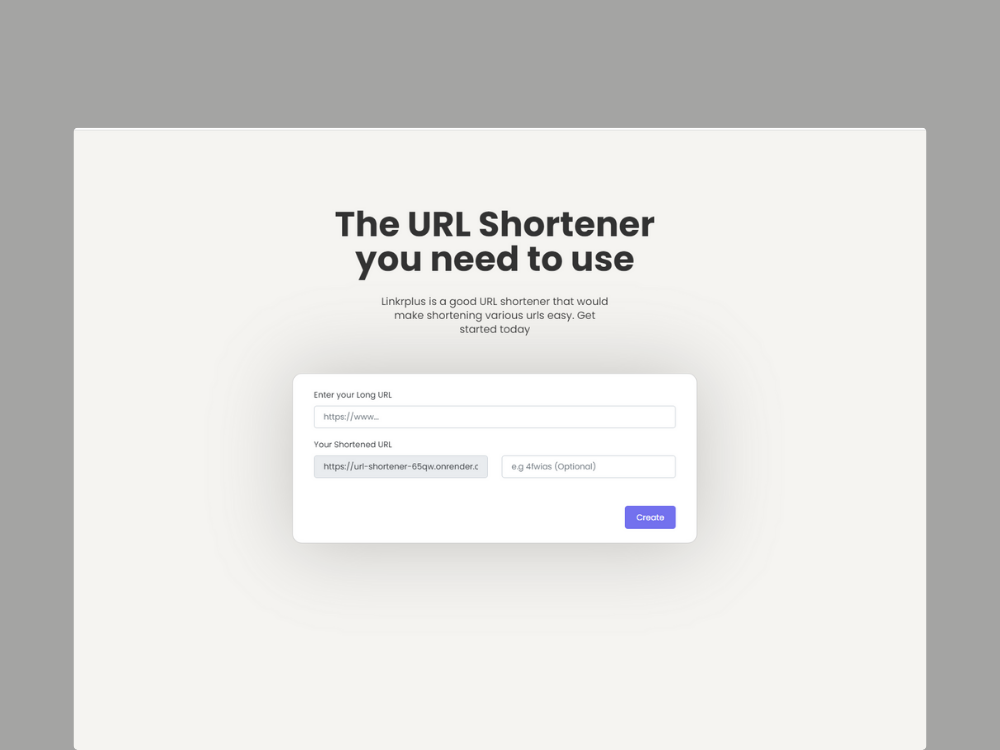 The URL Shortener
you need to use
Linkrplus is a good URL shortener that would
make shortening various urls easy. Get
started today
Enter your Long URL
https://www...
Your Shortened URL
https://url-shortener-65qw.onrender.c
e.g 4fwias (Optional)
Create